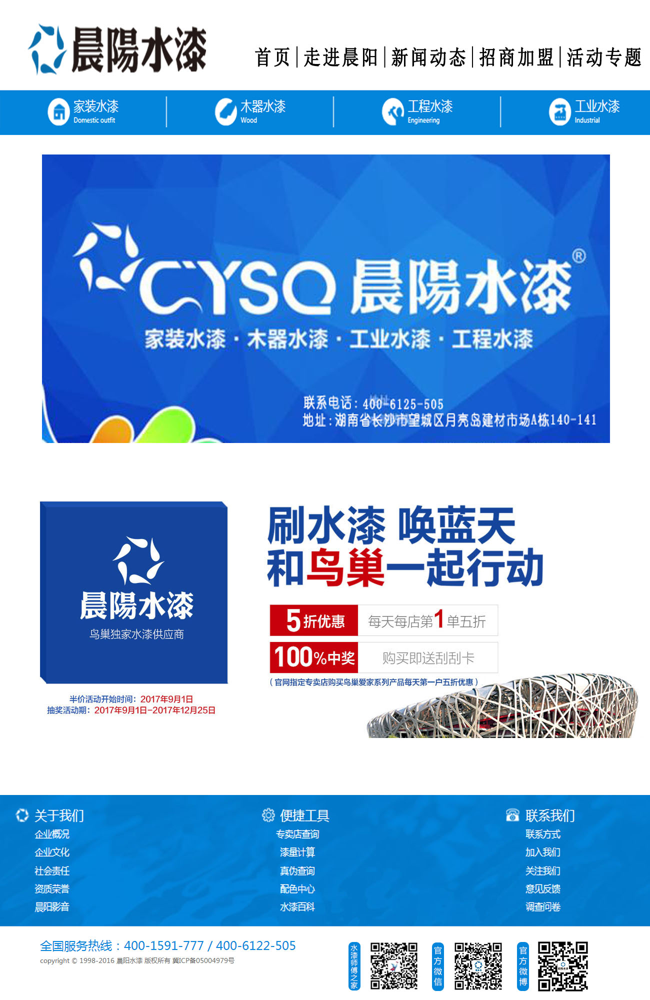 晨陽水漆
首页|走进晨阳|新闻动态|招商加盟|活动专题
家装水漆
Domestic outfit
木器水漆
Wood
工程水漆
Engineering
工业水漆
Industrial
CYSQ 晨陽水漆®
家装水漆·木器水漆·工业水漆·工程水漆
联系电话：400-6125-505
地址：湖南省长沙市望城区月亮岛建材市场A栋140-141
晨陽水漆
鸟巢独家水漆供应商
半价活动开始时间：2017年9月1日
抽奖活动期：2017年9月1日-2017年12月25日
刷水漆 唤蓝天
和鸟巢一起行动
5折优惠 每天每店第1单五折
100%中奖 购买即送刮刮卡
（官网指定专卖店购买鸟巢爱家系列产品每天第一户五折优惠）
关于我们
企业概况
企业文化
社会责任
资质荣誉
晨阳影音
便捷工具
专卖店查询
漆量计算
真伪查询
配色中心
水漆百科
联系我们
联系方式
加入我们
关注我们
意见反馈
调查问卷
全国服务热线：400-1591-777 / 400-6122-505
copyright © 1998-2016 晨阳水漆 版权所有 冀ICP备05004979号
水漆师傅之家
官方微信
官方微博